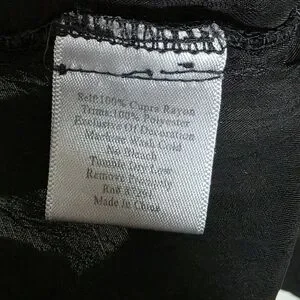 Self:100% Cupra Rayon
Trims:100% Polyester
Exclusive Of Decoration
Machine Wash Cold
No Bleach
Tumble Dry Low
Remove Promptly
Rn#
Made in China